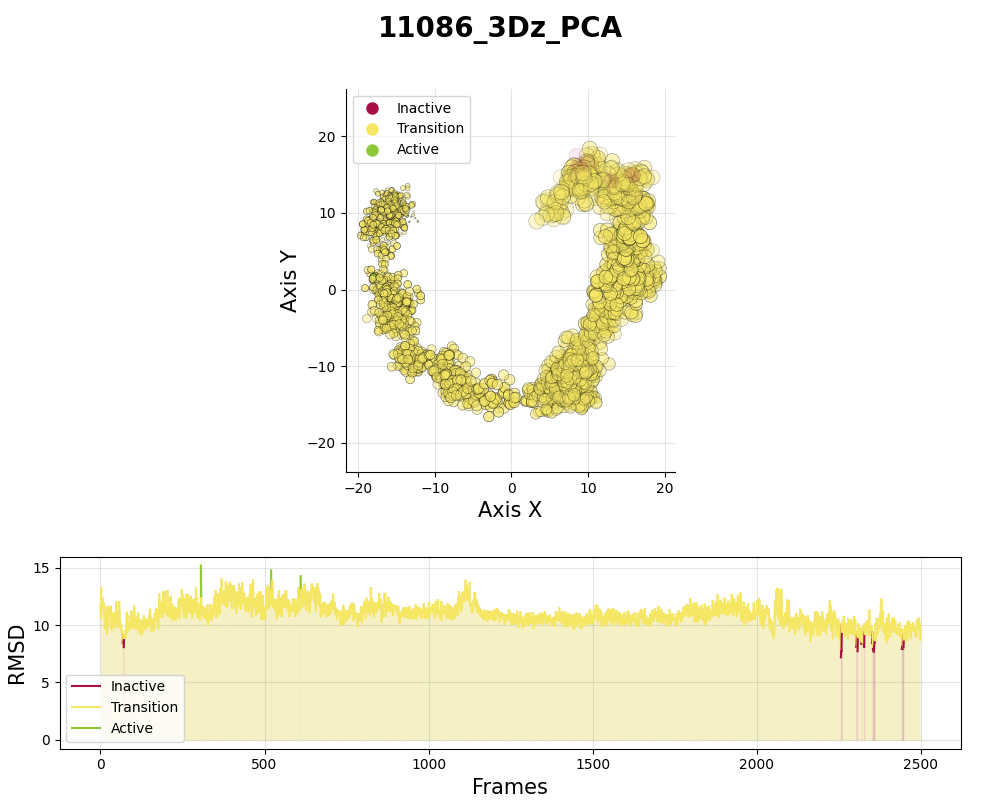 11086_3Dz_PCA
Inactive
Transition
Active
20
10
0
−10
−20
Axis Y
−20 −10 0 10 20
Axis X
15
10
5
0
RMSD
Inactive
Transition
Active
0 500 1000 1500 2000 2500
Frames